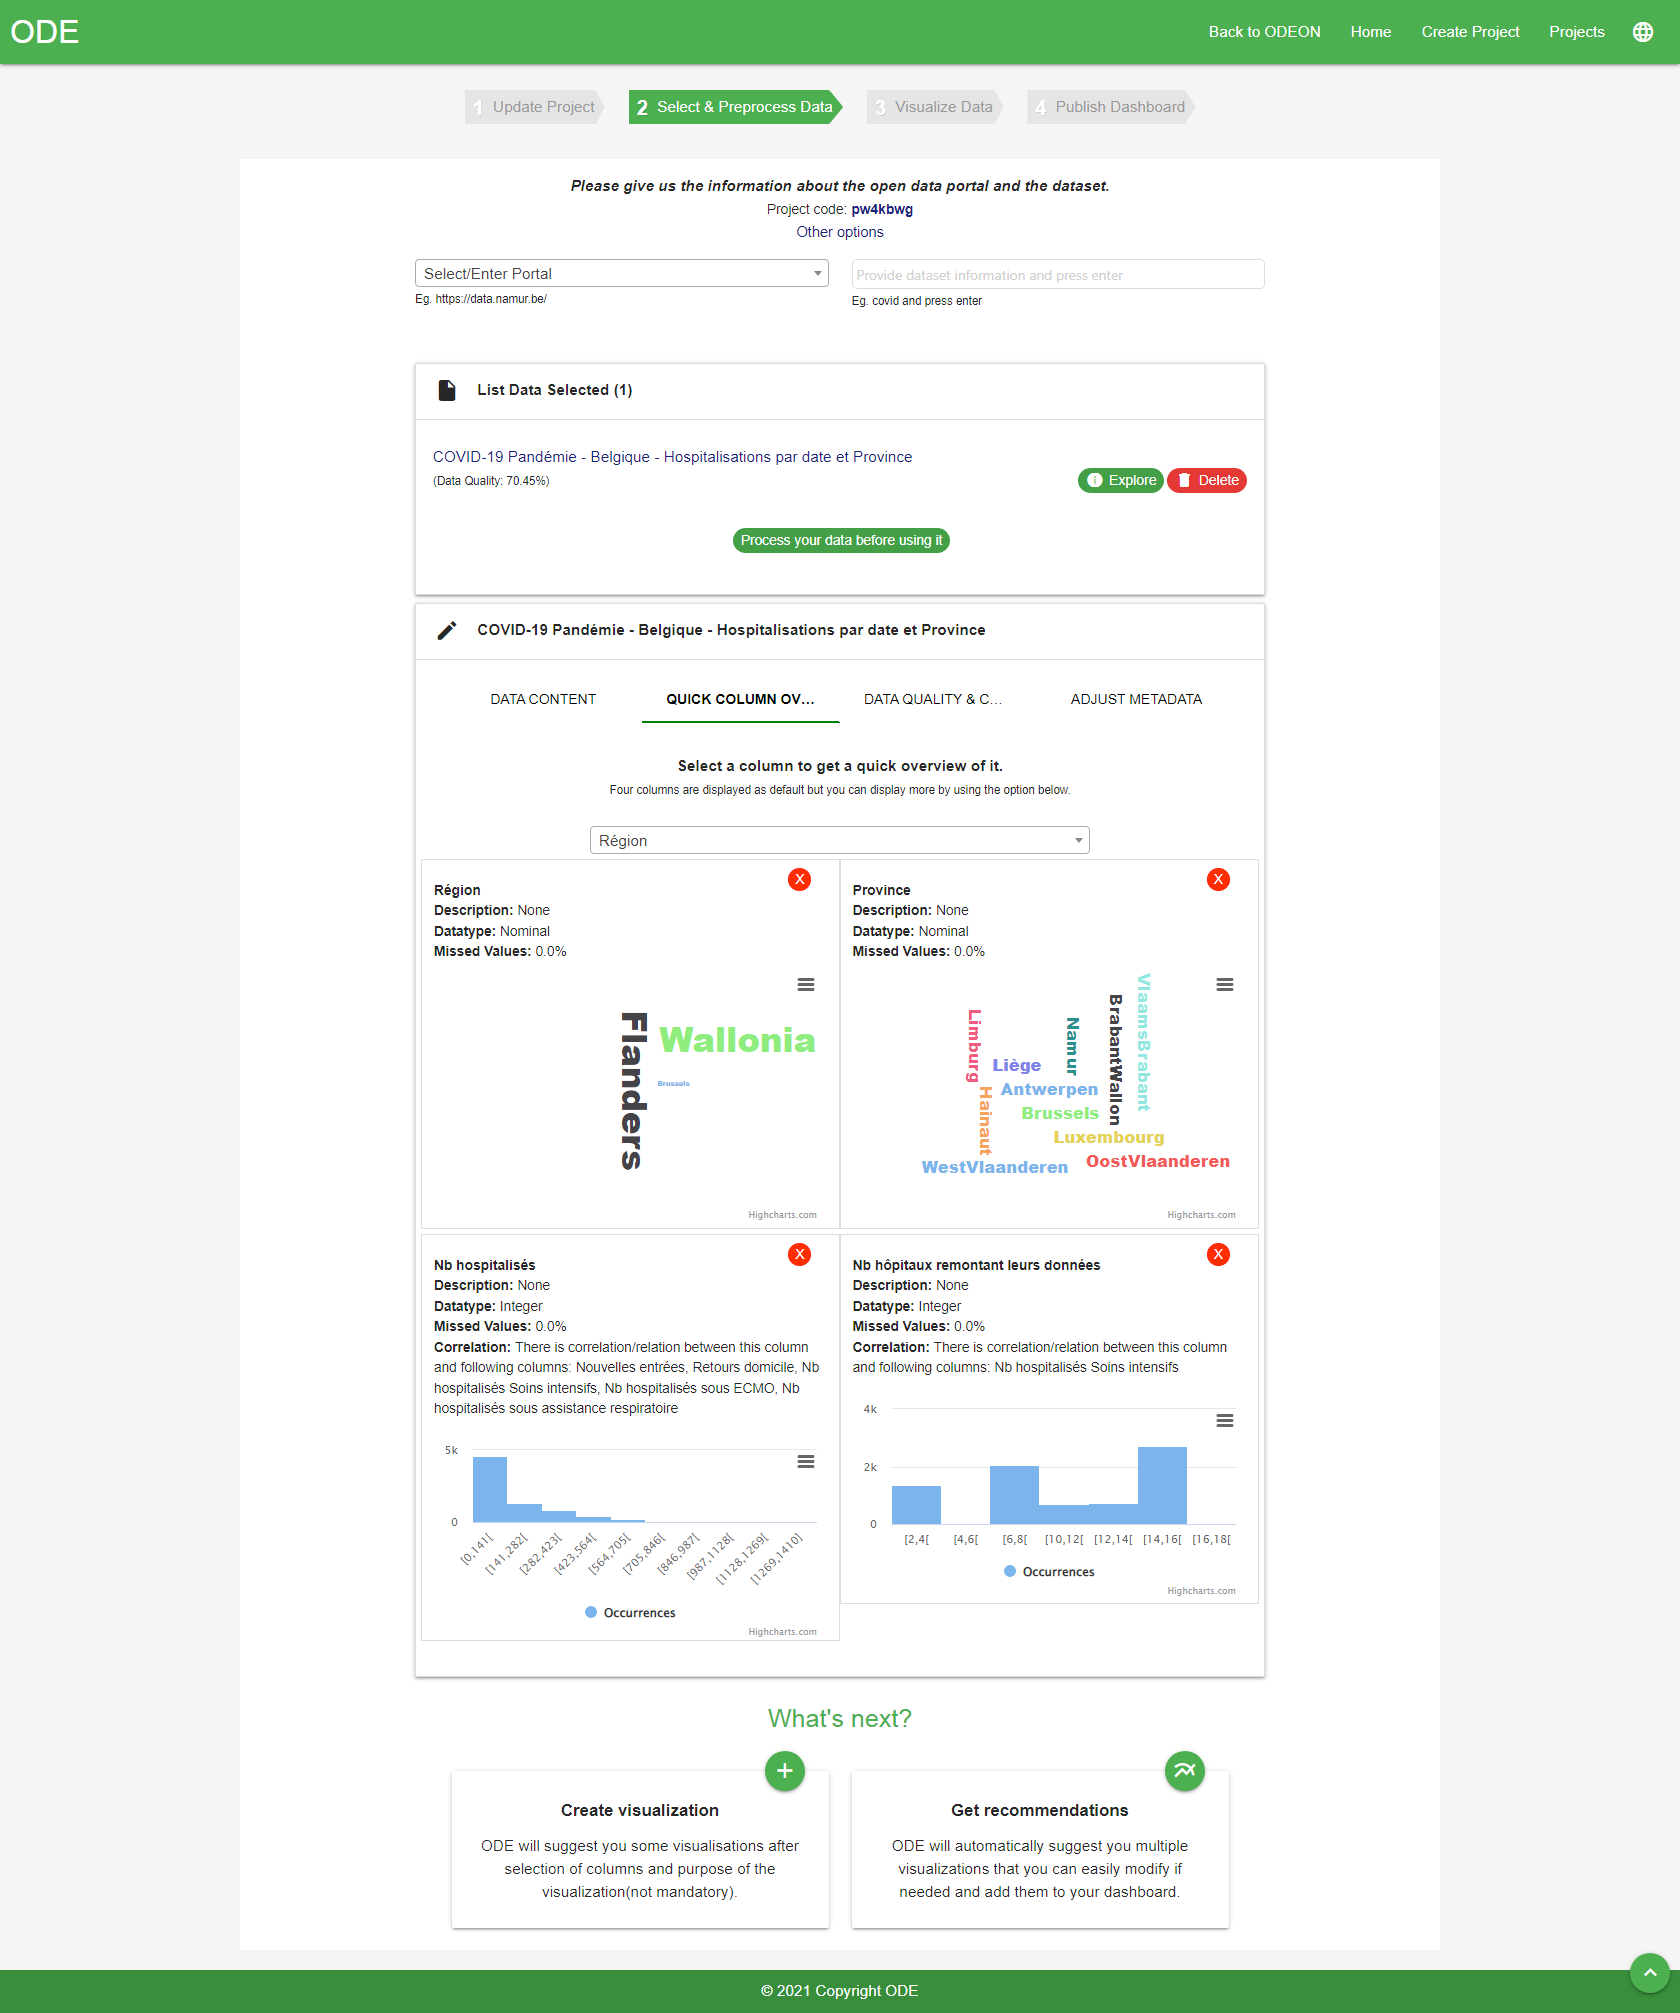 ODE
Back to ODEON
Home
Create Project
Projects
1 Update Project
2 Select & Preprocess Data
3 Visualize Data
4 Publish Dashboard
Please give us the information about the open data portal and the dataset.
Project code: pw4kbwg
Other options
Select/Enter Portal
Eg. https://data.namur.be/
Provide dataset information and press enter
Eg. covid and press enter
List Data Selected (1)
COVID-19 Pandémie - Belgique - Hospitalisations par date et Province
(Data Quality: 70.45%)
Explore
Delete
Process your data before using it
COVID-19 Pandémie - Belgique - Hospitalisations par date et Province
DATA CONTENT
QUICK COLUMN OV...
DATA QUALITY & C...
ADJUST METADATA
Select a column to get a quick overview of it.
Four columns are displayed as default but you can display more by using the option below.
Région
X
Région
Description: None
Datatype: Nominal
Missed Values: 0.0%
Flanders
Wallonia
Brussels
Highcharts.com
X
Province
Description: None
Datatype: Nominal
Missed Values: 0.0%
VlaamsBrabant
BrabantWallon
Limburg
Namur
Liège
Antwerpen
Hainaut
Brussels
Luxembourg
OostVlaanderen
WestVlaanderen
Highcharts.com
X
Nb hospitalisés
Description: None
Datatype: Integer
Missed Values: 0.0%
Correlation: There is correlation/relation between this column
and following columns: Nouvelles entrées, Retours domicile, Nb
hospitalisés Soins intensifs, Nb hospitalisés sous ECMO, Nb
hospitalisés sous assistance respiratoire
5k
0
[0,141[
[141,282[
[282,423[
[423,564[
[564,705[
[705,846[
[846,987[
[987,1128[
[1128,1269[
[1269,1410]
Occurrences
Highcharts.com
X
Nb hôpitaux remontant leurs données
Description: None
Datatype: Integer
Missed Values: 0.0%
Correlation: There is correlation/relation between this column
and following columns: Nb hospitalisés Soins intensifs
4k
2k
0
[2,4[
[4,6[
[6,8[
[10,12[
[12,14[
[14,16[
[16,18[
Occurrences
Highcharts.com
What's next?
Create visualization
ODE will suggest you some visualisations after
selection of columns and purpose of the
visualization(not mandatory).
Get recommendations
ODE will automatically suggest you multiple
visualizations that you can easily modify if
needed and add them to your dashboard.
© 2021 Copyright ODE